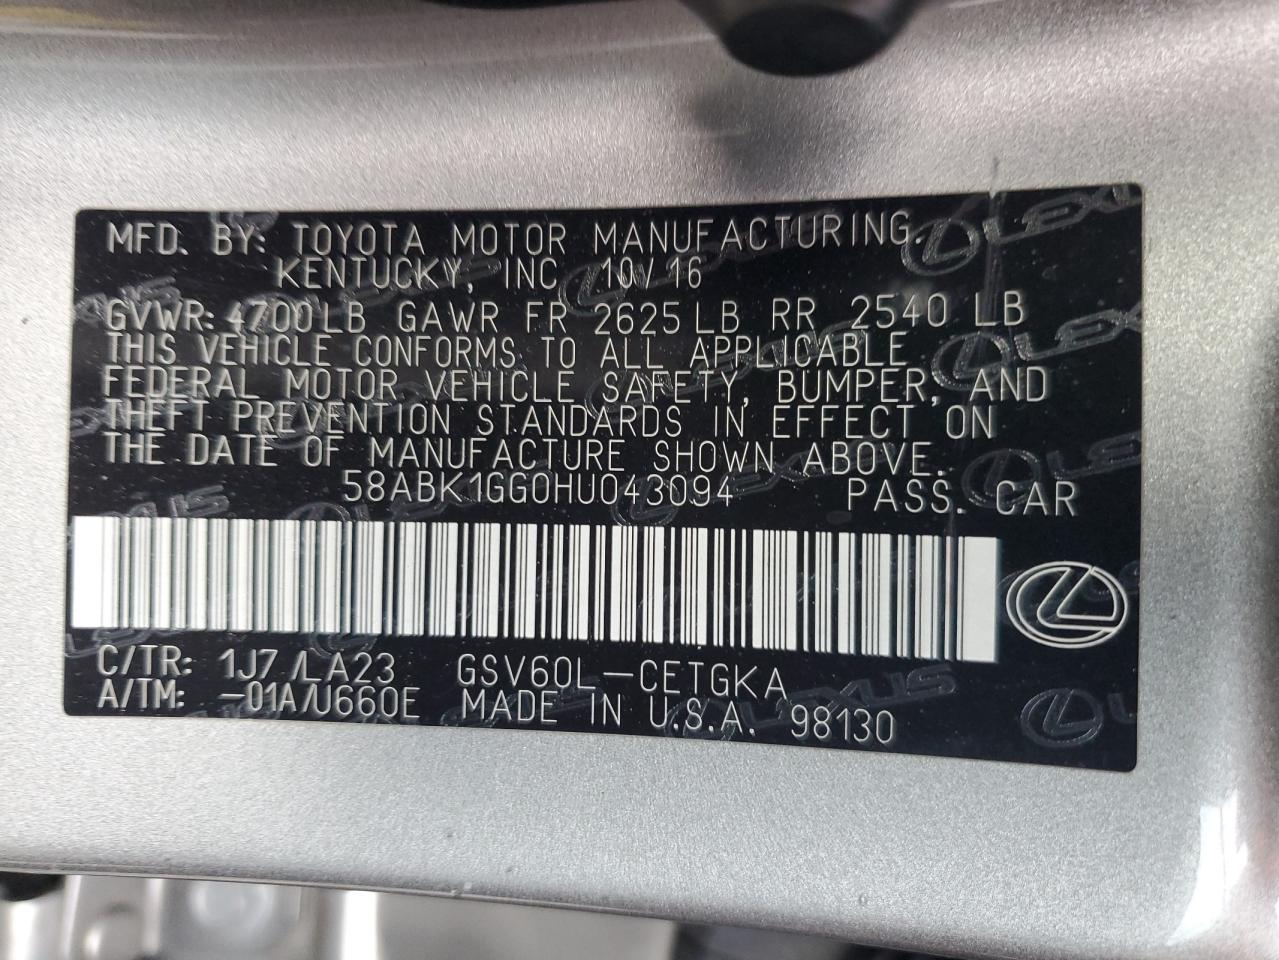 MFD. BY: TOYOTA MOTOR MANUFACTURING
KENTUCKY, INC 10/16
GVWR: 4700LB GAWR FR 2625LB RR 2540 LB
THIS VEHICLE CONFORMS TO ALL APPLICABLE
FEDERAL MOTOR VEHICLE SAFETY, BUMPER, AND
THEFT PREVENTION STANDARDS IN EFFECT ON
THE DATE OF MANUFACTURE SHOWN ABOVE.
58ABK1GG0HU043094 PASS. CAR
C/TR: 1J7 /LA23 GSV60L-CETGKA
A/TM: -01A/U660E MADE IN U.S.A. 98130